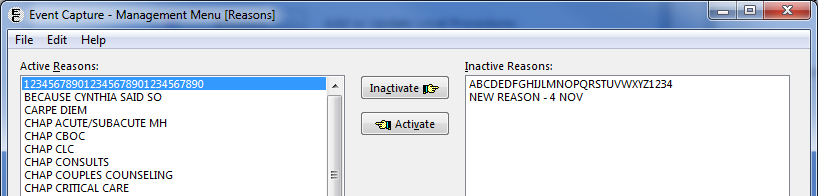 Event Capture - Management Menu [Reasons]
File Edit Help
Active Reasons:
123456789012345678901234567890
BECAUSE CYNTHIA SAID SO
CARPE DIEM
CHAP ACUTE/SUBACUTE MH
CHAP CBOC
CHAP CLC
CHAP CONSULTS
CHAP COUPLES COUNSELING
CHAP CRITICAL CARE
Inactivate
Activate
Inactive Reasons:
ABCDEDFGHIJLMNOPQRSTUVWXYZ1234
NEW REASON - 4 NOV